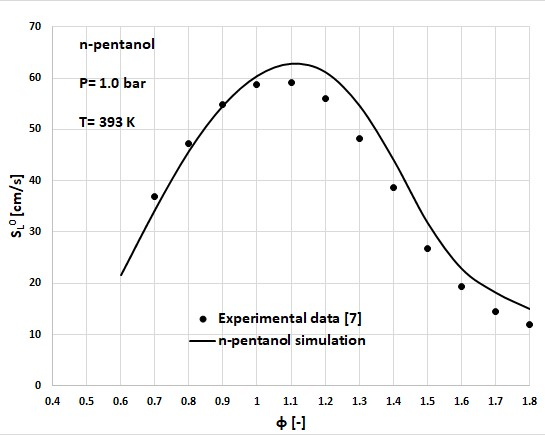 70
n-pentanol
60
P= 1.0 bar
50
T= 393 K
40
S_L^0 [cm/s]
30
20
Experimental data [7]
n-pentanol simulation
10
0
0.4 0.5 0.6 0.7 0.8 0.9 1 1.1 1.2 1.3 1.4 1.5 1.6 1.7 1.8
ϕ [-]